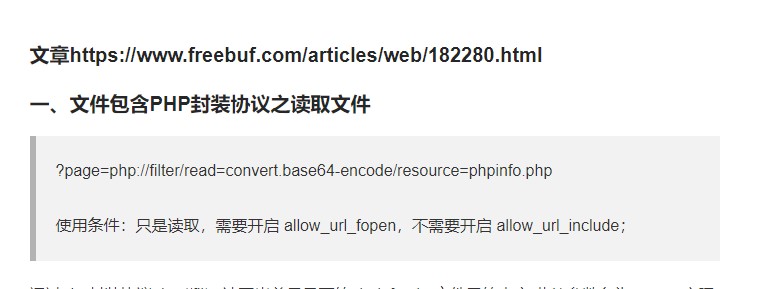 文章https://www.freebuf.com/articles/web/182280.html
一、文件包含PHP封装协议之读取文件
?page=php://filter/read=convert.base64-encode/resource=phpinfo.php
使用条件：只是读取，需要开启 allow_url_fopen，不需要开启 allow_url_include；